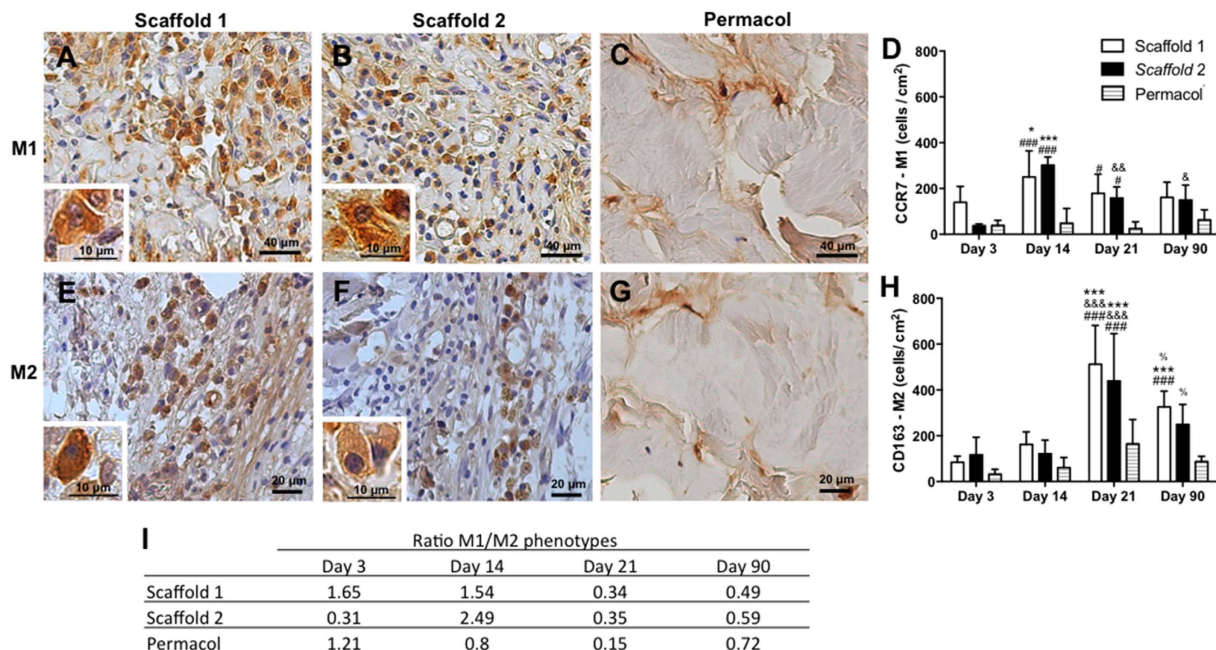 Scaffold 1
Scaffold 2
Permacol
M1
A
10 µm
40 µm
B
10 µm
40 µm
C
40 µm
D
CCR7 - M1 (cells / cm²)
800
600
400
200
0
Scaffold 1
Scaffold 2
Permacol
*
###
***
###
#
&&
#
&
Day 3
Day 14
Day 21
Day 90
M2
E
10 µm
20 µm
F
10 µm
20 µm
G
20 µm
H
CD163 - M2 (cells/ cm²)
800
600
400
200
0
***
&&&
###
***
&&&
###
%
***
###
%
Day 3
Day 14
Day 21
Day 90
I
Ratio M1/M2 phenotypes
Day 3 Day 14 Day 21 Day 90
Scaffold 1 1.65 1.54 0.34 0.49
Scaffold 2 0.31 2.49 0.35 0.59
Permacol 1.21 0.8 0.15 0.72